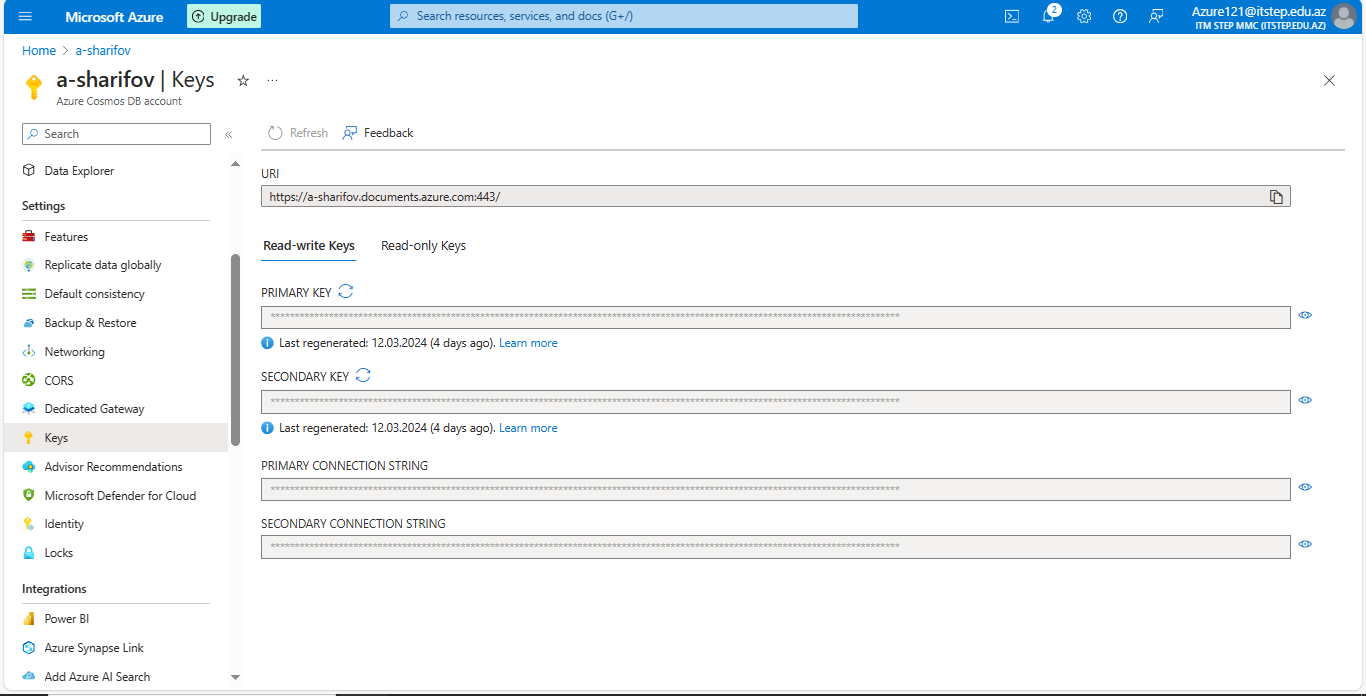 Microsoft Azure
Upgrade
Search resources, services, and docs (G+/)
2
Azure121@itstep.edu.az
ITM STEP MMC (ITSTEP.EDU.AZ)
Home > a-sharifov
a-sharifov | Keys
Azure Cosmos DB account
Search
Refresh
Feedback
Data Explorer
Settings
Features
Replicate data globally
Default consistency
Backup & Restore
Networking
CORS
Dedicated Gateway
Keys
Advisor Recommendations
Microsoft Defender for Cloud
Identity
Locks
Integrations
Power BI
Azure Synapse Link
Add Azure AI Search
URI
https://a-sharifov.documents.azure.com:443/
Read-write Keys
Read-only Keys
PRIMARY KEY
Last regenerated: 12.03.2024 (4 days ago). Learn more
SECONDARY KEY
Last regenerated: 12.03.2024 (4 days ago). Learn more
PRIMARY CONNECTION STRING
SECONDARY CONNECTION STRING